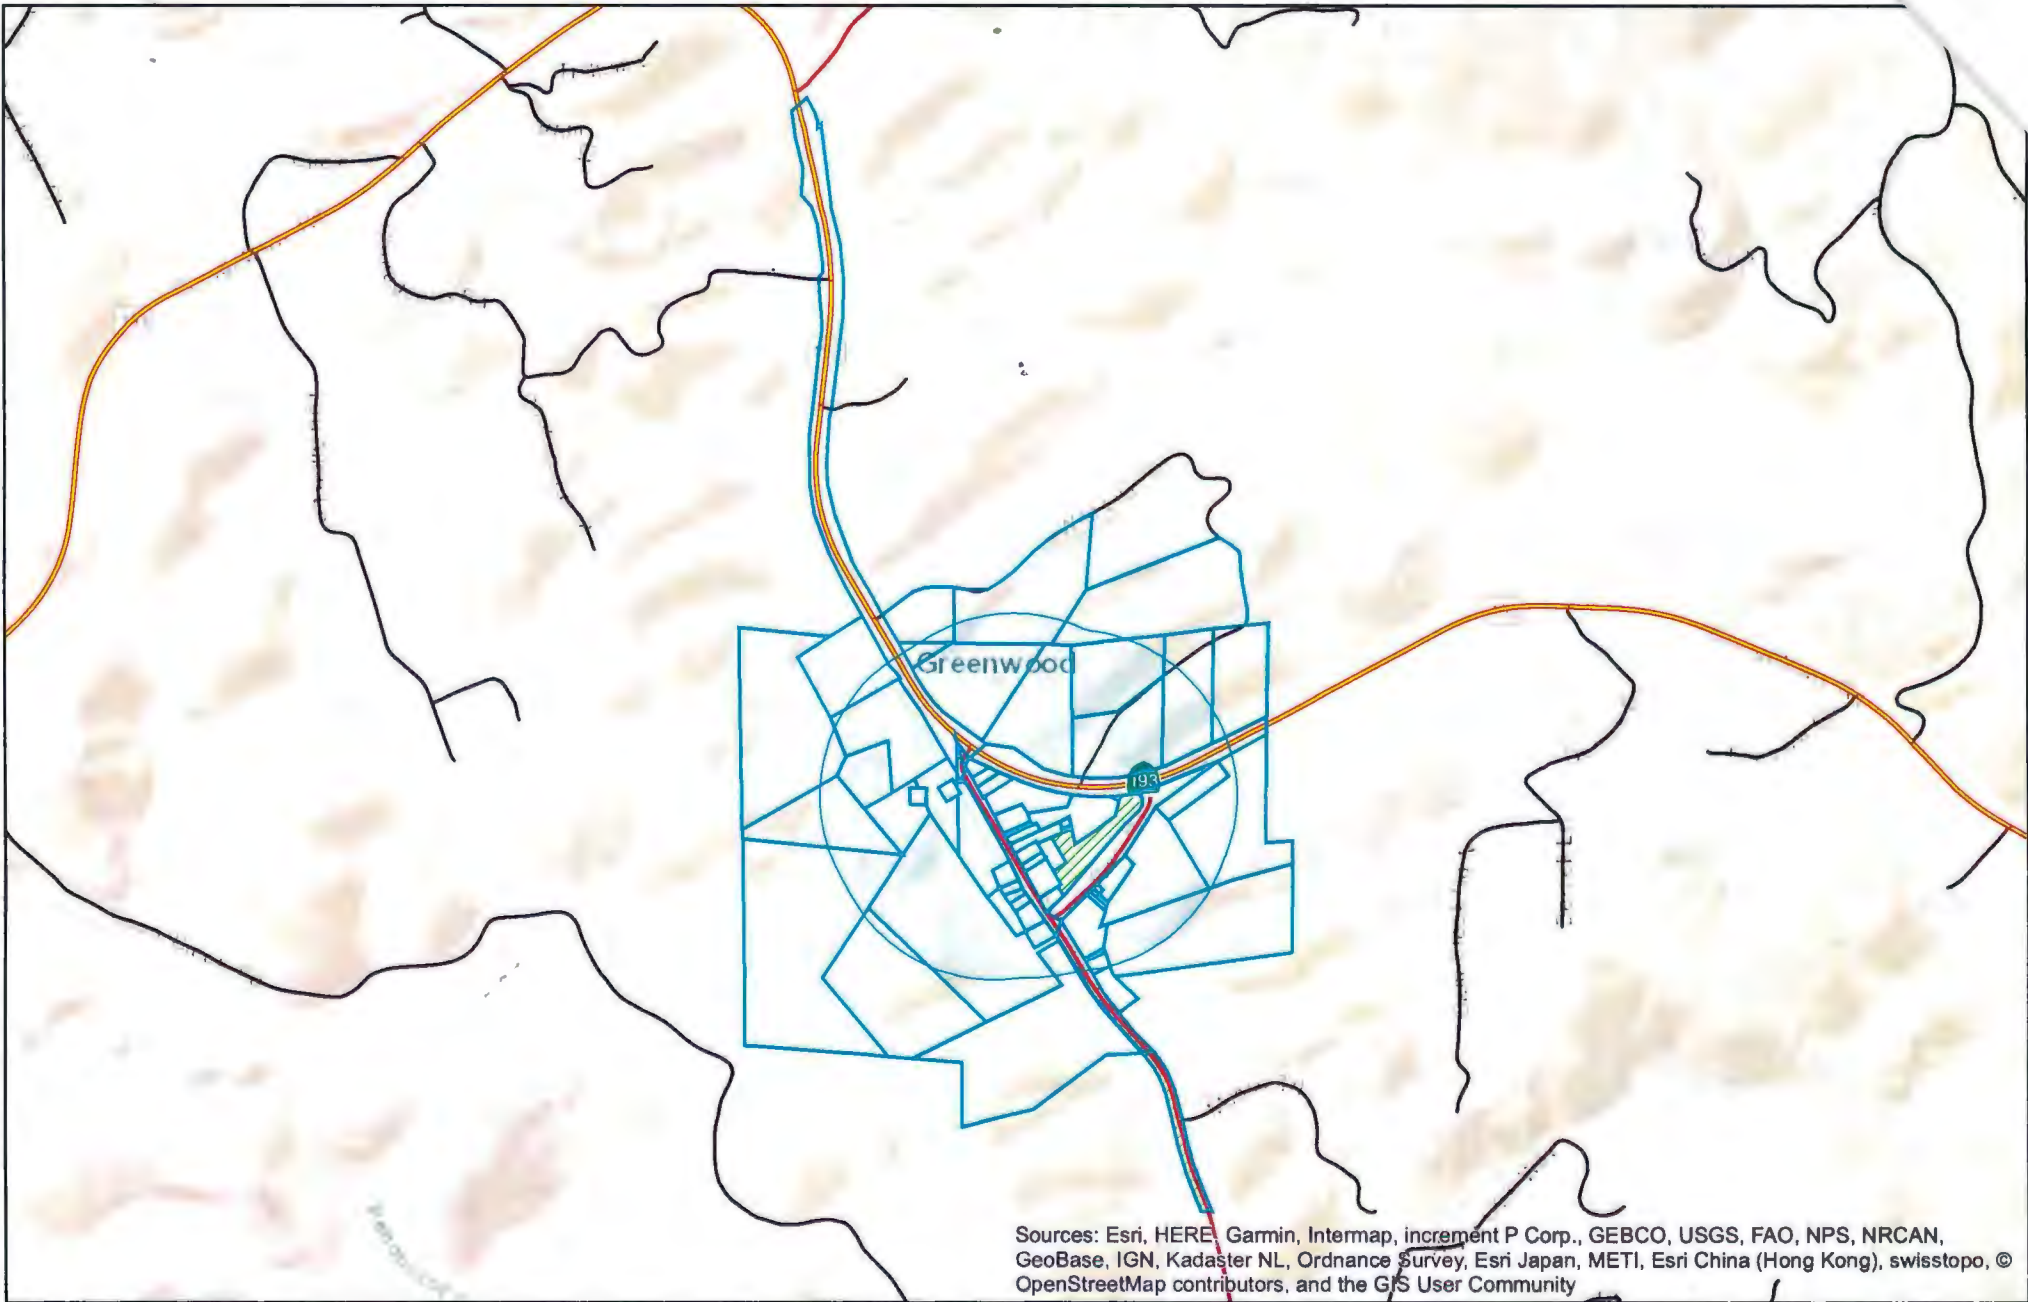 Greenwood
193
Sources: Esri, HERE, Garmin, Intermap, increment P Corp., GEBCO, USGS, FAO, NPS, NRCAN,
GeoBase, IGN, Kadaster NL, Ordnance Survey, Esri Japan, METI, Esri China (Hong Kong), swisstopo, ©
OpenStreetMap contributors, and the GIS User Community